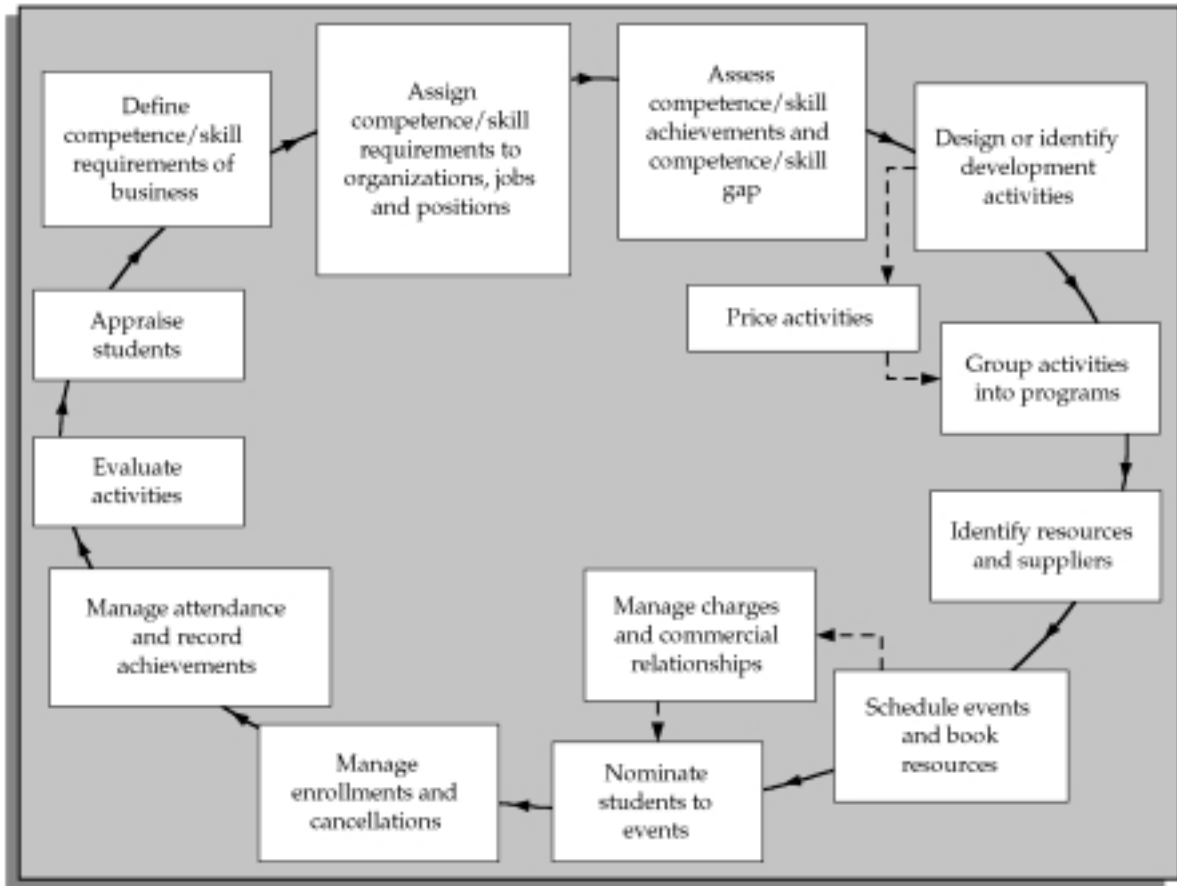 Define
competence/skill
requirements of
business
Assign
competence/skill
requirements to
organizations, jobs
and positions
Assess
competence/skill
achievements and
competence/skill
gap
Design or identify
development
activities
Price activities
Group activities
into programs
Identify resources
and suppliers
Schedule events
and book
resources
Manage charges
and commercial
relationships
Nominate
students to
events
Manage
enrollments and
cancellations
Manage attendance
and record
achievements
Evaluate
activities
Appraise
students